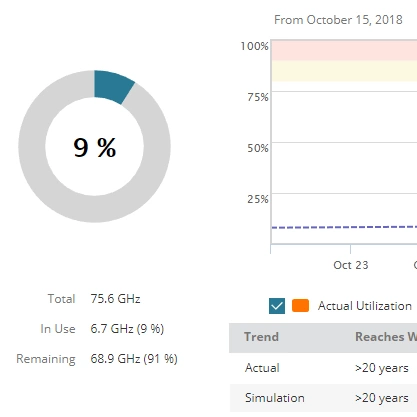 From October 15, 2018
100%
75%
50%
25%
9 %
Oct 23
Total 75.6 GHz
In Use 6.7 GHz (9 %)
Remaining 68.9 GHz (91 %)
Actual Utilization
Trend Reaches W
Actual >20 years
Simulation >20 years